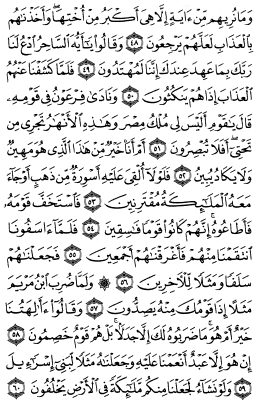 وَمَا نُرِيهِم مِّنْ ءَايَةٍ إِلَّا هِىَ أَكْبَرُ مِنْ أُخْتِهَا ۖ وَأَخَذْنَٰهُم
بِٱلْعَذَابِ لَعَلَّهُمْ يَرْجِعُونَ ٤٨ وَقَالُوا۟ يَٰٓأَيُّهَ ٱلسَّاحِرُ ٱدْعُ لَنَا
رَبَّكَ بِمَا عَهِدَ عِندَكَ إِنَّنَا لَمُهْتَدُونَ ٤٩ فَلَمَّا كَشَفْنَا عَنْهُمُ
ٱلْعَذَابَ إِذَا هُمْ يَنكُثُونَ ٥٠ وَنَادَىٰ فِرْعَوْنُ فِى قَوْمِهِۦ
قَالَ يَٰقَوْمِ أَلَيْسَ لِى مُلْكُ مِصْرَ وَهَٰذِهِ ٱلْأَنْهَٰرُ تَجْرِى مِن
تَحْتِىٓ ۖ أَفَلَا تُبْصِرُونَ ٥١ أَمْ أَنَا۠ خَيْرٌ مِّنْ هَٰذَا ٱلَّذِى هُوَ مَهِينٌ
وَلَا يَكَادُ يُبِينُ ٥٢ فَلَوْلَآ أُلْقِىَ عَلَيْهِ أَسْوِرَةٌ مِّن ذَهَبٍ أَوْ جَآءَ
مَعَهُ ٱلْمَلَٰٓئِكَةُ مُقْتَرِنِينَ ٥٣ فَٱسْتَخَفَّ قَوْمَهُۥ
فَأَطَاعُوهُ ۚ إِنَّهُمْ كَانُوا۟ قَوْمًا فَٰسِقِينَ ٥٤ فَلَمَّآ ءَاسَفُونَا
ٱنتَقَمْنَا مِنْهُمْ فَأَغْرَقْنَٰهُمْ أَجْمَعِينَ ٥٥ فَجَعَلْنَٰهُمْ
سَلَفًا وَمَثَلًا لِّلْءَاخِرِينَ ٥٦ ۞ وَلَمَّا ضُرِبَ ٱبْنُ مَرْيَمَ
مَثَلًا إِذَا قَوْمُكَ مِنْهُ يَصِدُّونَ ٥٧ وَقَالُوٓا۟ ءَأَٰلِهَتُنَا
خَيْرٌ أَمْ هُوَ ۚ مَا ضَرَبُوهُ لَكَ إِلَّا جَدَلًۢا ۚ بَلْ هُمْ قَوْمٌ خَصِمُونَ ٥٨
إِنْ هُوَ إِلَّا عَبْدٌ أَنْعَمْنَا عَلَيْهِ وَجَعَلْنَٰهُ مَثَلًا لِّبَنِىٓ إِسْرَٰٓءِيلَ
٥٩ وَلَوْ نَشَآءُ لَجَعَلْنَا مِنكُم مَّلَٰٓئِكَةً فِى ٱلْأَرْضِ يَخْلُفُونَ ٦٠